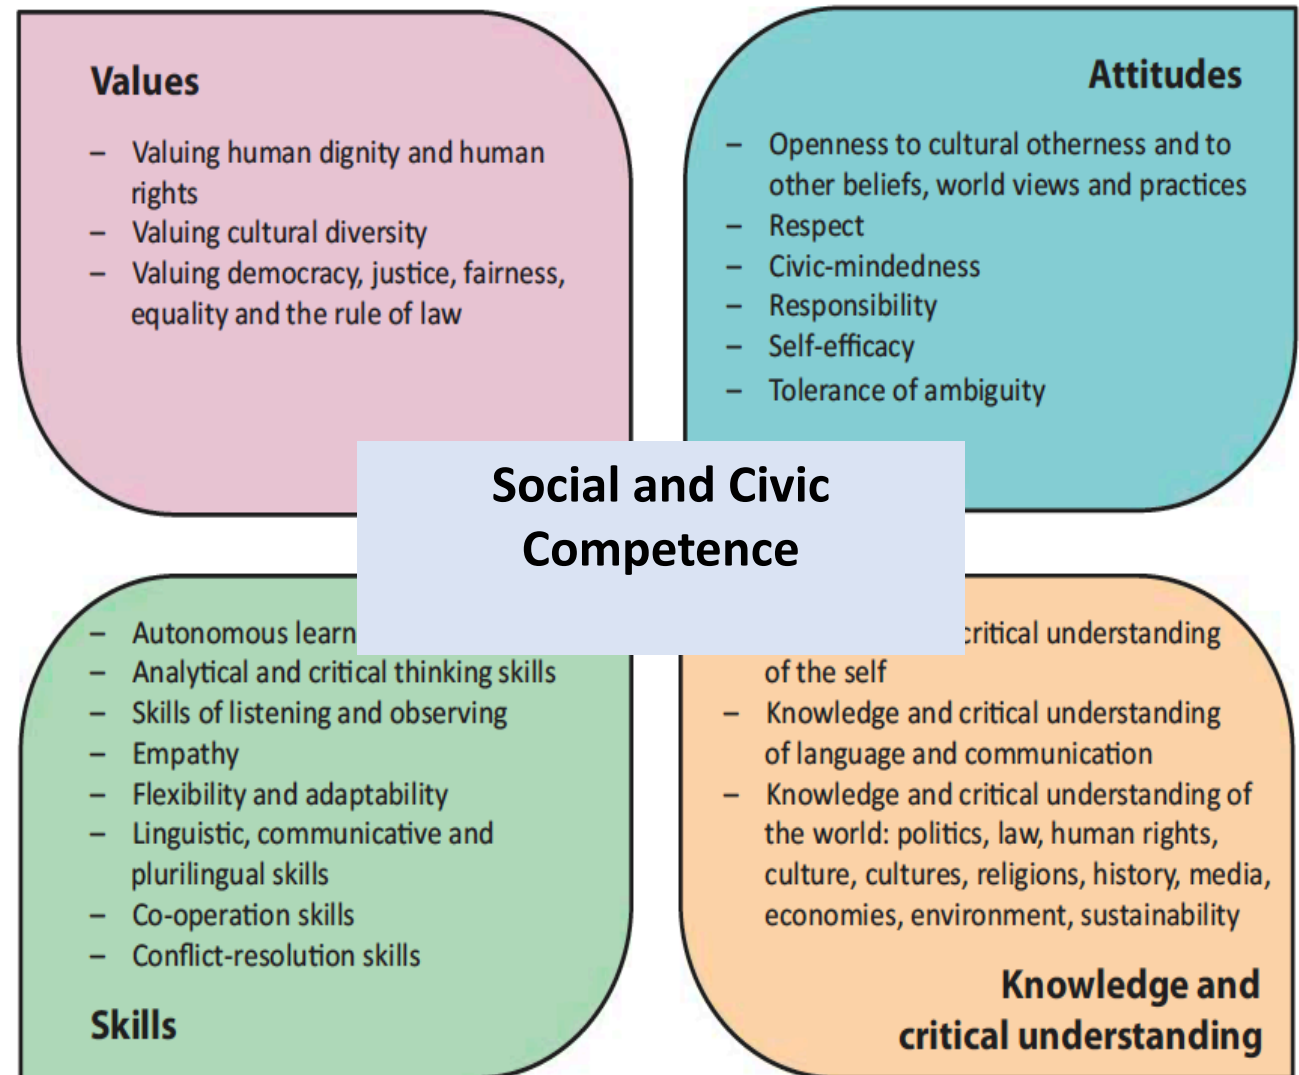 Values
– Valuing human dignity and human
rights
– Valuing cultural diversity
– Valuing democracy, justice, fairness,
equality and the rule of law
Attitudes
– Openness to cultural otherness and to
other beliefs, world views and practices
– Respect
– Civic-mindedness
– Responsibility
– Self-efficacy
– Tolerance of ambiguity
Social and Civic
Competence
– Autonomous learn
– Analytical and critical thinking skills
– Skills of listening and observing
– Empathy
– Flexibility and adaptability
– Linguistic, communicative and
plurilingual skills
– Co-operation skills
– Conflict-resolution skills
Skills
critical understanding
of the self
– Knowledge and critical understanding
of language and communication
– Knowledge and critical understanding of
the world: politics, law, human rights,
culture, cultures, religions, history, media,
economies, environment, sustainability
Knowledge and
critical understanding